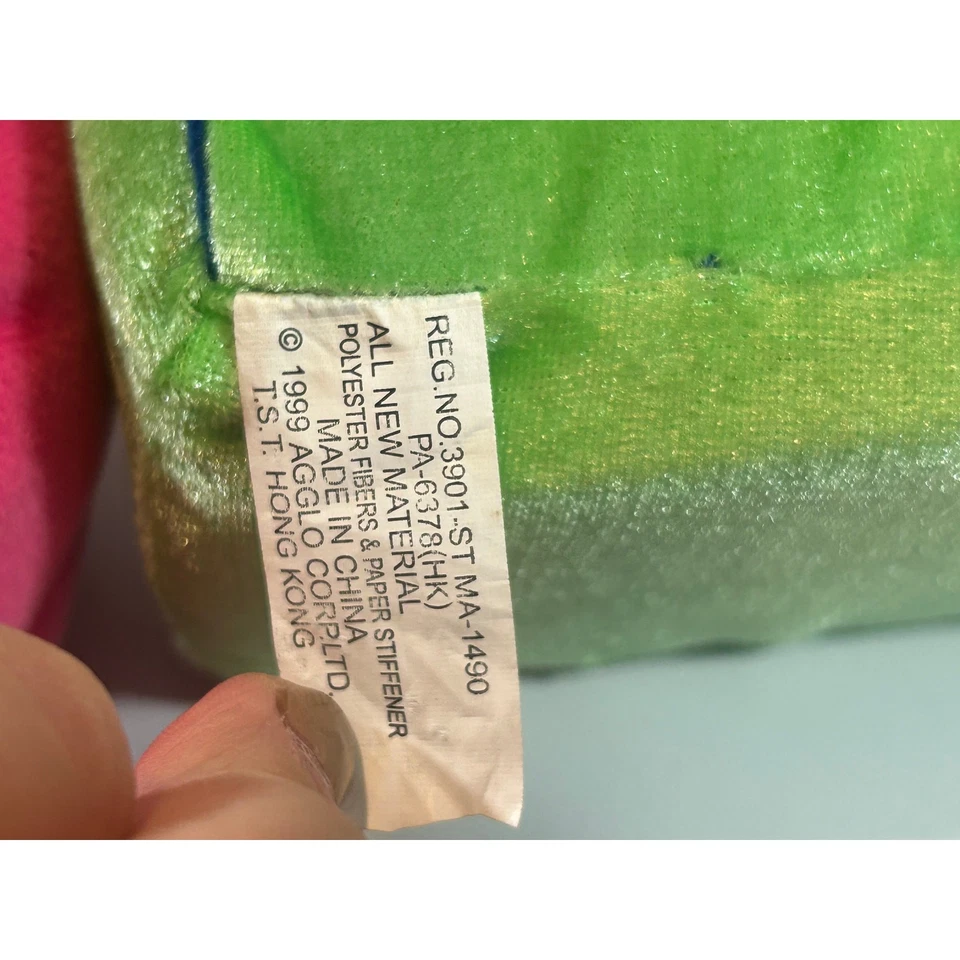 REG.NO.3901-ST MA-1490
PA-6378(HK)
ALL NEW MATERIAL
POLYESTER FIBERS & PAPER STIFFENER
MADE IN CHINA
© 1999 AGGLO CORP.LTD.
T.S.T. HONG KONG